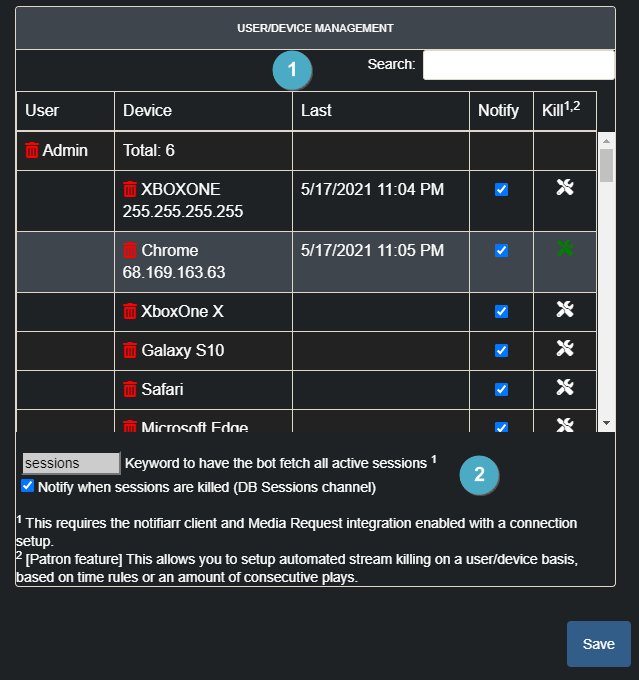 USER/DEVICE MANAGEMENT
1
Search:
User Device Last Notify Kill1,2
Admin Total: 6
XBOXONE 5/17/2021 11:04 PM
255.255.255.255
Chrome 5/17/2021 11:05 PM
68.169.163.63
XboxOne X
Galaxy S10
Safari
Microsoft Edge
sessions Keyword to have the bot fetch all active sessions 1
2
Notify when sessions are killed (DB Sessions channel)
1 This requires the notifiarr client and Media Request integration enabled with a connection
setup.
2 [Patron feature] This allows you to setup automated stream killing on a user/device basis,
based on time rules or an amount of consecutive plays.
Save